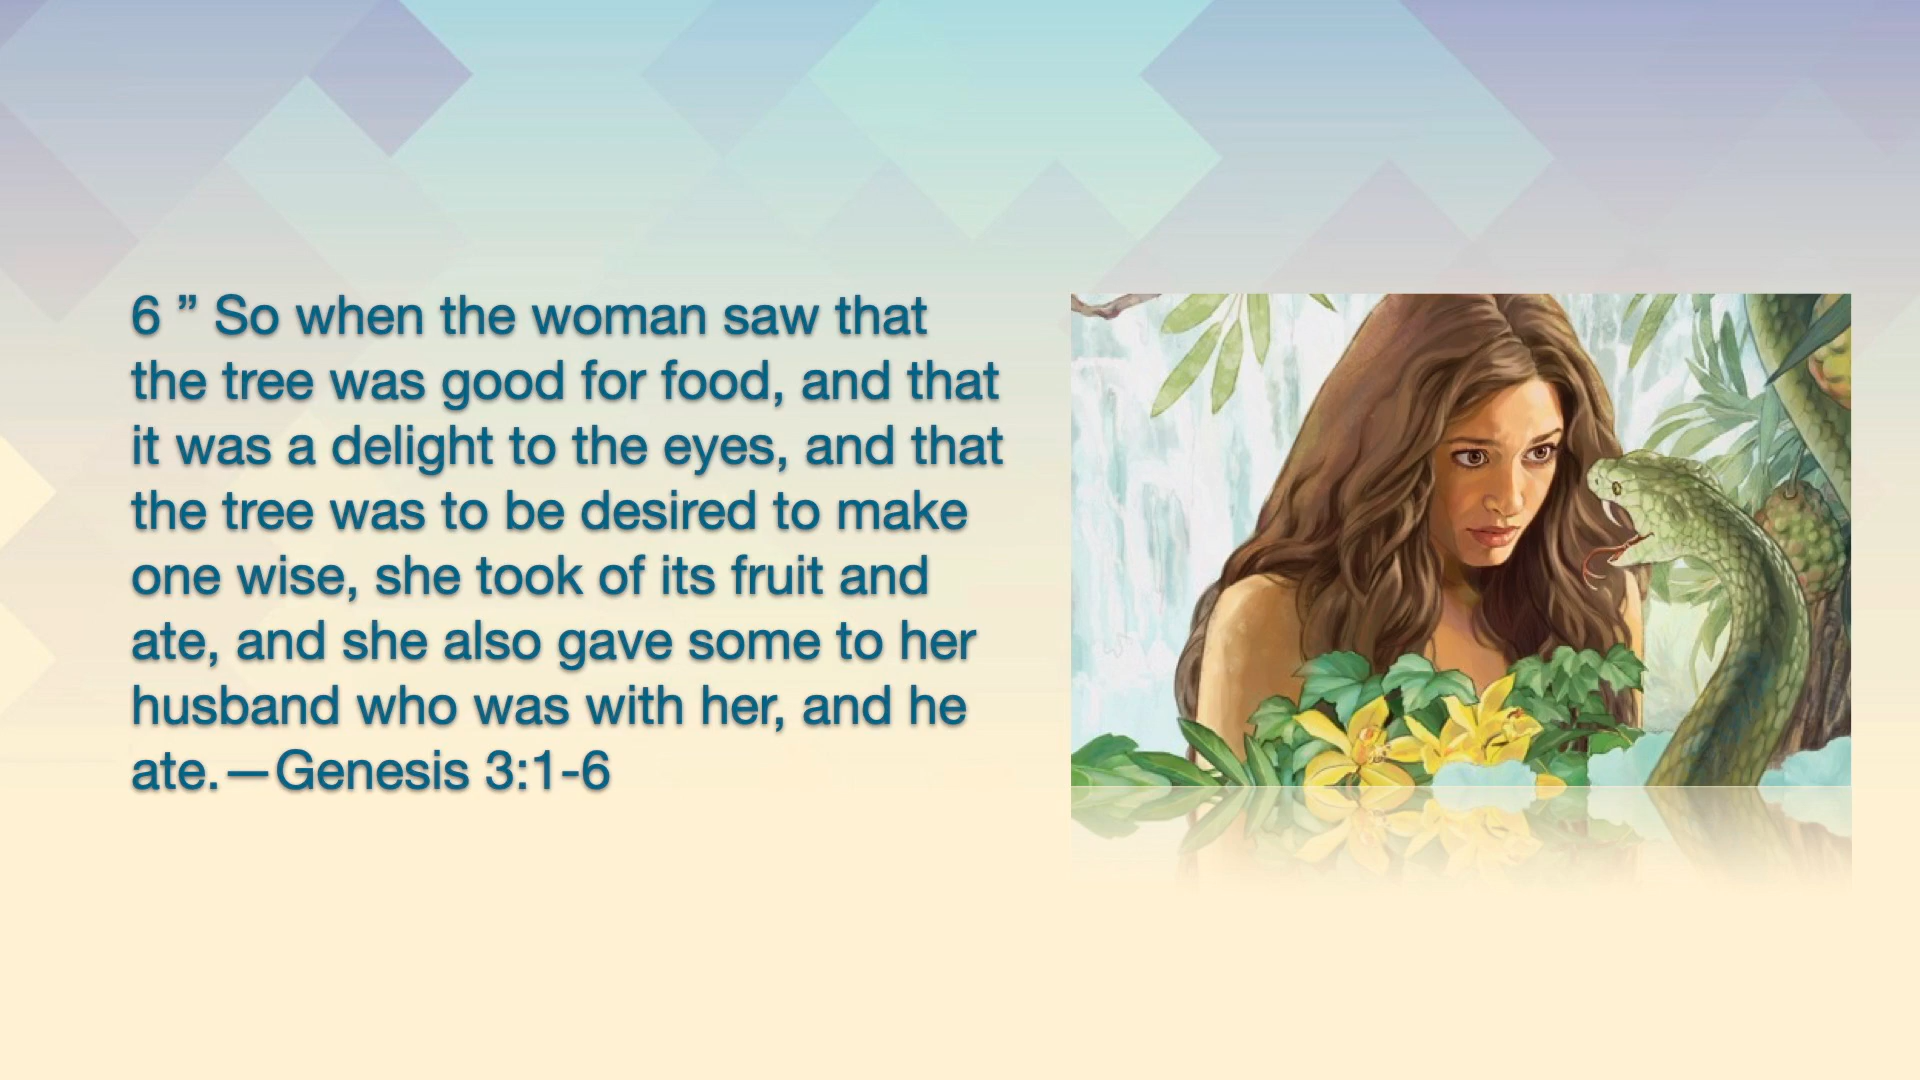 6 ” So when the woman saw that
the tree was good for food, and that
it was a delight to the eyes, and that
the tree was to be desired to make
one wise, she took of its fruit and
ate, and she also gave some to her
husband who was with her, and he
ate.—Genesis 3:1-6